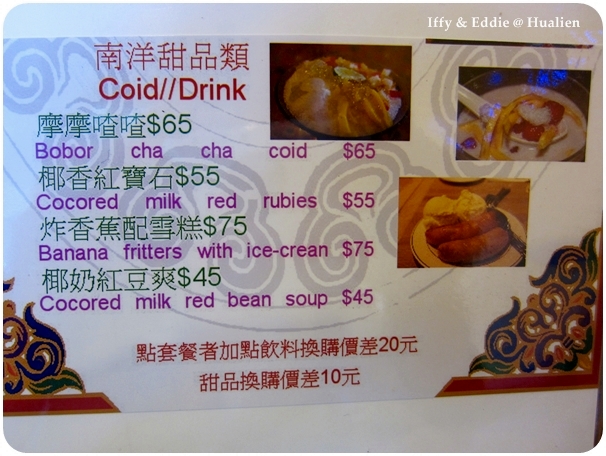 Iffy & Eddie @ Hualien
南洋甜品類
Coid//Drink
摩摩喳喳$65
Bobor cha cha coid $65
椰香紅寶石$55
Cocored milk red rubies $55
炸香蕉配雪糕$75
Banana fritters with ice-crean $75
椰奶紅豆爽$45
Cocored milk red bean soup $45
點套餐者加點飲料換購價差20元
甜品換購價差10元